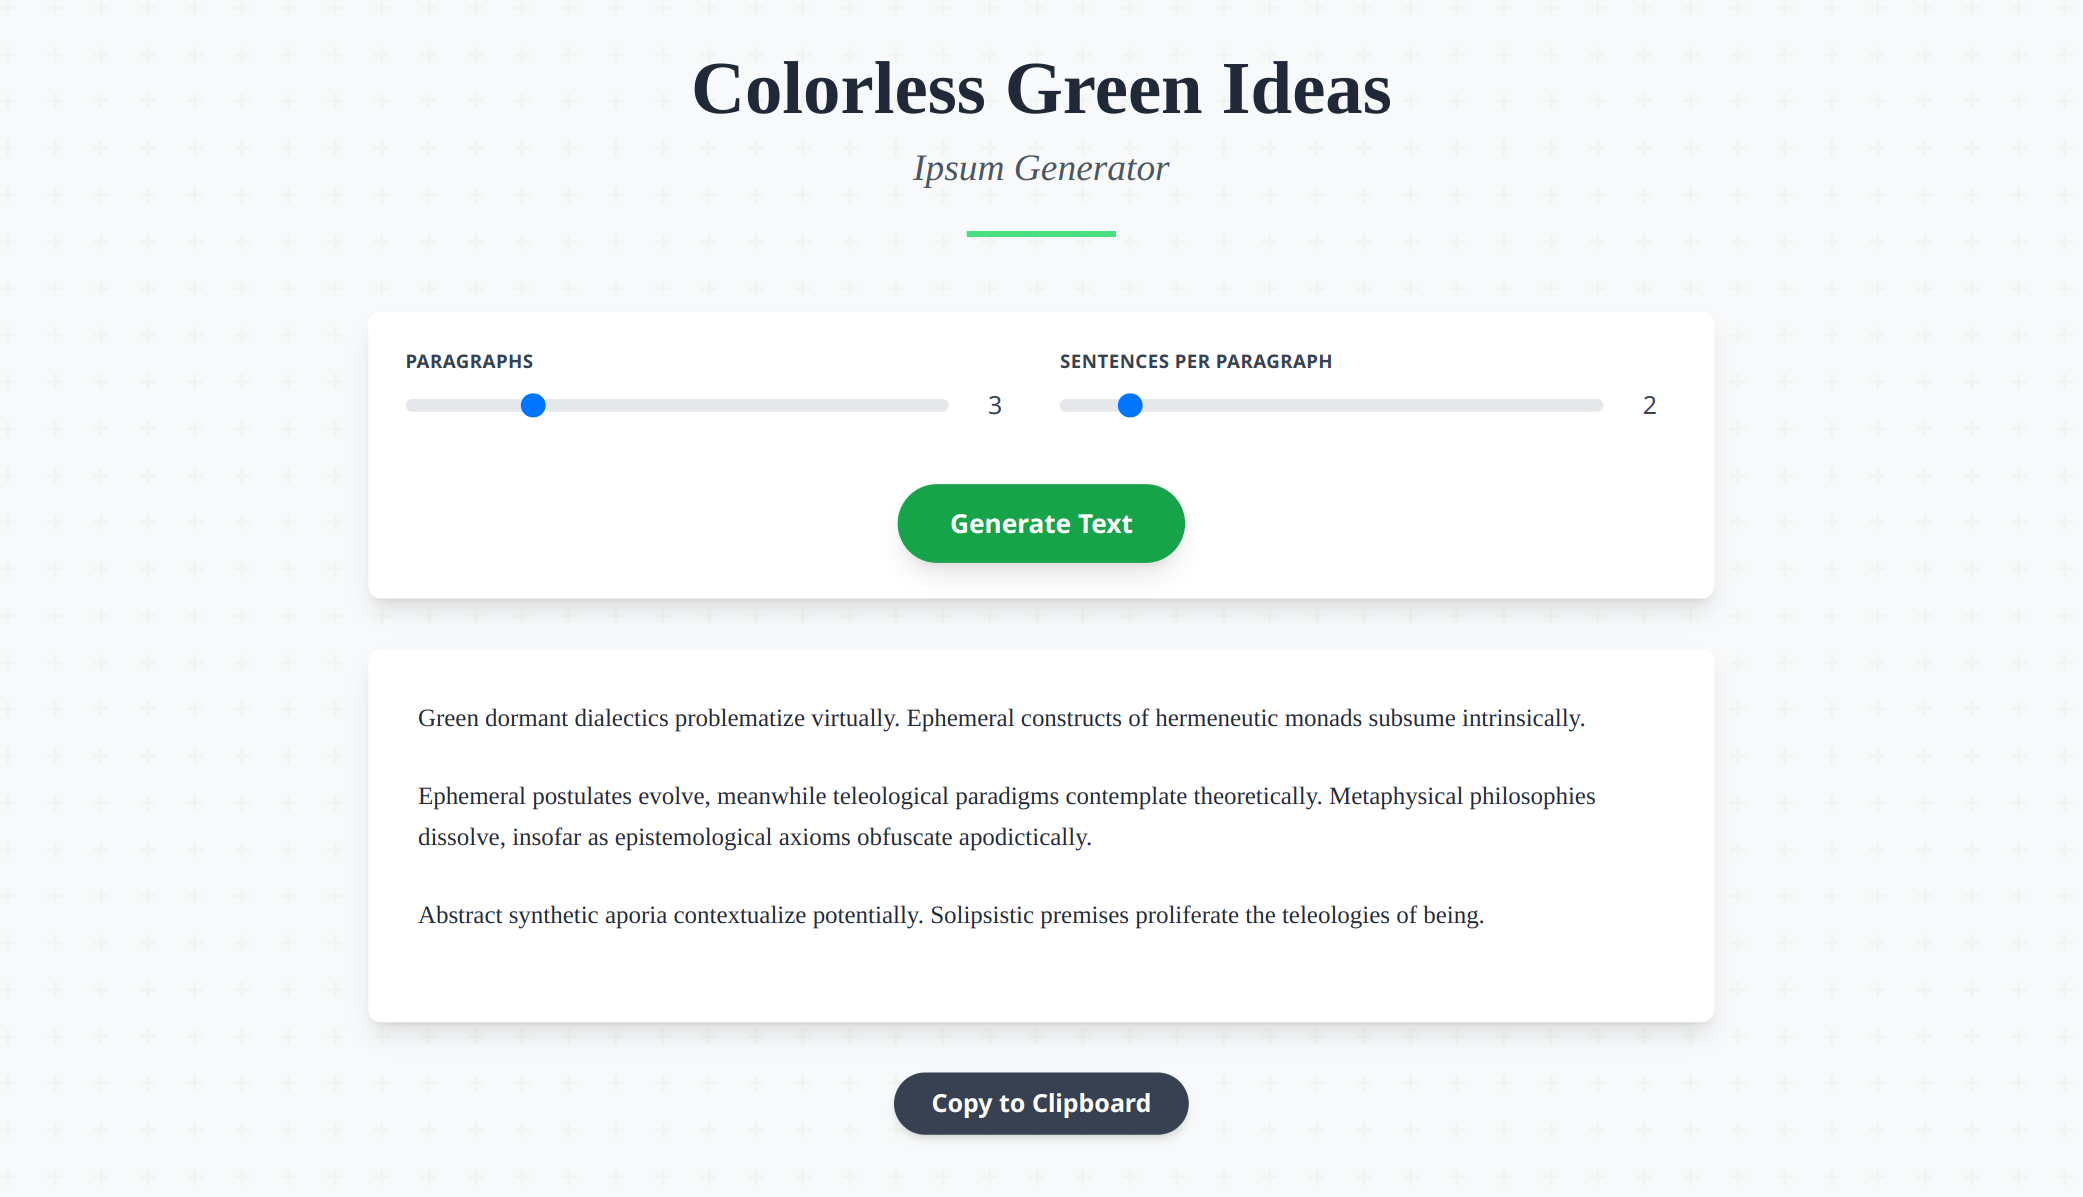 Colorless Green Ideas
Ipsum Generator
PARAGRAPHS
3
SENTENCES PER PARAGRAPH
2
Generate Text
Green dormant dialectics problematize virtually. Ephemeral constructs of hermeneutic monads subsume intrinsically.
Ephemeral postulates evolve, meanwhile teleological paradigms contemplate theoretically. Metaphysical philosophies
dissolve, insofar as epistemological axioms obfuscate apodictically.
Abstract synthetic aporia contextualize potentially. Solipsistic premises proliferate the teleologies of being.
Copy to Clipboard